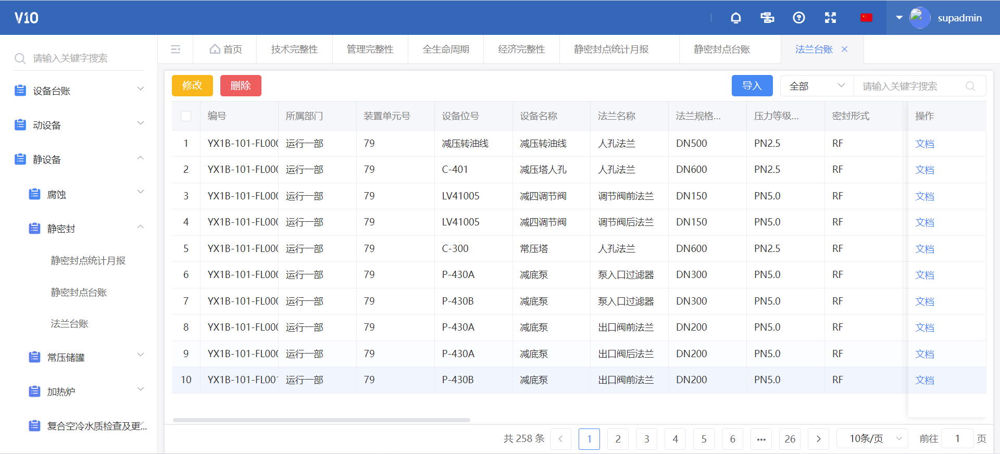 V10
supadmin
请输入关键字搜索
首页 技术完整性 管理完整性 全生命周期 经济完整性 静密封点统计月报 静密封点台账 法兰台账
设备台账
动设备
静设备
腐蚀
静密封
静密封点统计月报
静密封点台账
法兰台账
常压储罐
加热炉
复合空冷水质检查及更...
修改 删除 导入 全部 请输入关键字搜索
编号 所属部门 装置单元号 设备位号 设备名称 法兰名称 法兰规格... 压力等级... 密封形式 操作
1 YX1B-101-FL000 运行一部 79 减压转油线 减压转油线 人孔法兰 DN500 PN2.5 RF 文档
2 YX1B-101-FL000 运行一部 79 C-401 减压塔人孔 人孔法兰 DN600 PN2.5 RF 文档
3 YX1B-101-FL000 运行一部 79 LV41005 减四调节阀 调节阀前法兰 DN150 PN5.0 RF 文档
4 YX1B-101-FL000 运行一部 79 LV41005 减四调节阀 调节阀后法兰 DN150 PN5.0 RF 文档
5 YX1B-101-FL000 运行一部 79 C-300 常压塔 人孔法兰 DN600 PN2.5 RF 文档
6 YX1B-101-FL000 运行一部 79 P-430A 减底泵 泵入口过滤器 DN300 PN5.0 RF 文档
7 YX1B-101-FL000 运行一部 79 P-430B 减底泵 泵入口过滤器 DN300 PN5.0 RF 文档
8 YX1B-101-FL000 运行一部 79 P-430A 减底泵 出口阀前法兰 DN200 PN5.0 RF 文档
9 YX1B-101-FL000 运行一部 79 P-430A 减底泵 出口阀后法兰 DN200 PN5.0 RF 文档
10 YX1B-101-FL001 运行一部 79 P-430B 减底泵 出口阀前法兰 DN200 PN5.0 RF 文档
共 258 条 1 2 3 4 5 6 ... 26 10条/页 前往 1 页